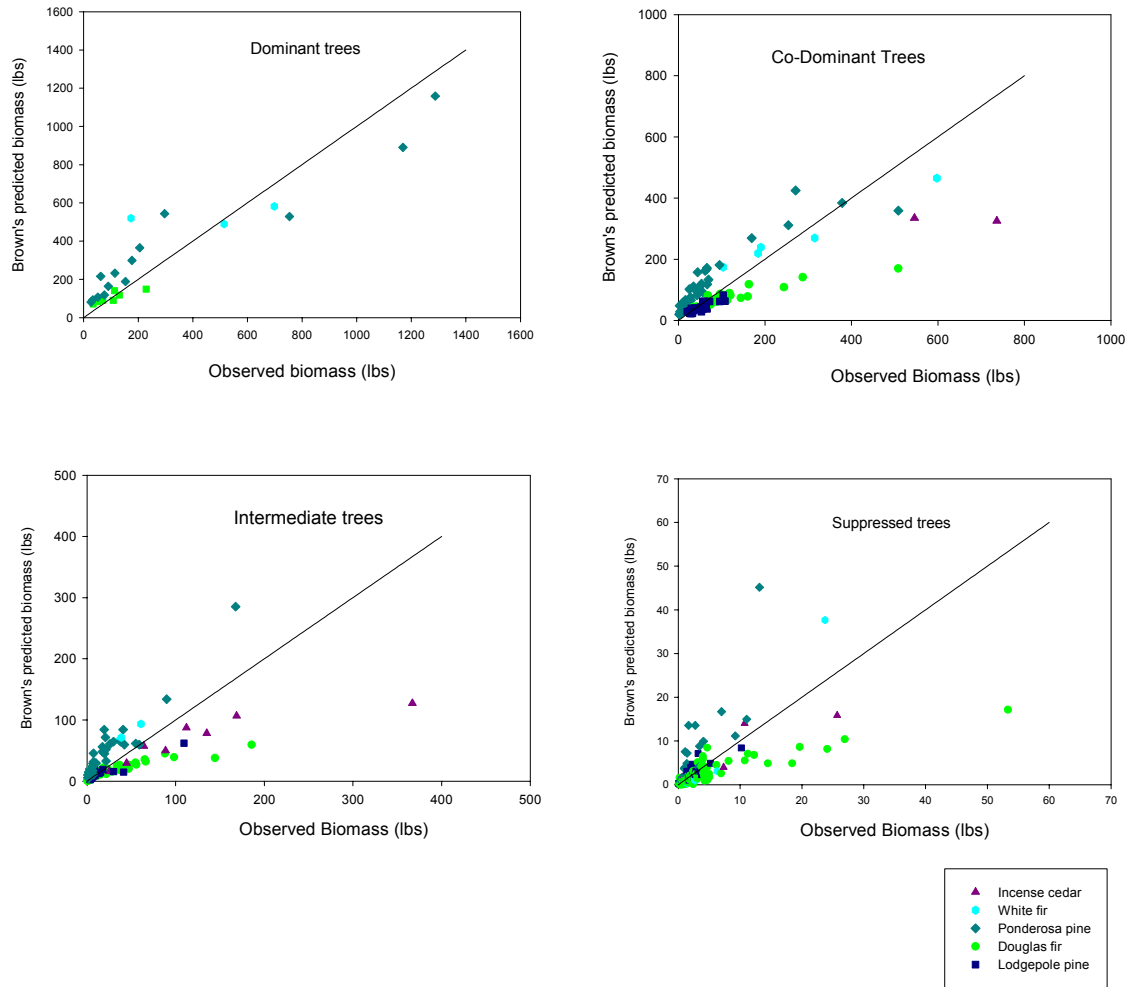 Dominant trees
Brown's predicted biomass (lbs)
1600
1400
1200
1000
800
600
400
200
0
0 200 400 600 800 1000 1200 1400 1600
Observed biomass (lbs)
Co-Dominant Trees
Brown's predicted biomass (lbs)
1000
800
600
400
200
0
0 200 400 600 800 1000
Observed Biomass (lbs)
Intermediate trees
Brown's predicted biomass (lbs)
500
400
300
200
100
0
0 100 200 300 400 500
Observed Biomass (lbs)
Suppressed trees
Brown's predicted biomass (lbs)
70
60
50
40
30
20
10
0
0 10 20 30 40 50 60 70
Observed Biomass (lbs)
Incense cedar
White fir
Ponderosa pine
Douglas fir
Lodgepole pine